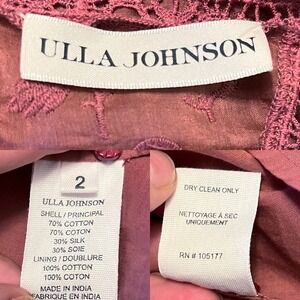 ULLA JOHNSON
2
ULLA JOHNSON
SHELL / PRINCIPAL
70% COTTON
70% COTON
30% SILK
30% SOIE
LINING / DOUBLURE
100% COTTON
100% COTON
MADE IN INDIA
FABRIQUE EN INDIA
DRY CLEAN ONLY
NETTOYAGE À SEC
UNIQUEMENT
RN # 105177